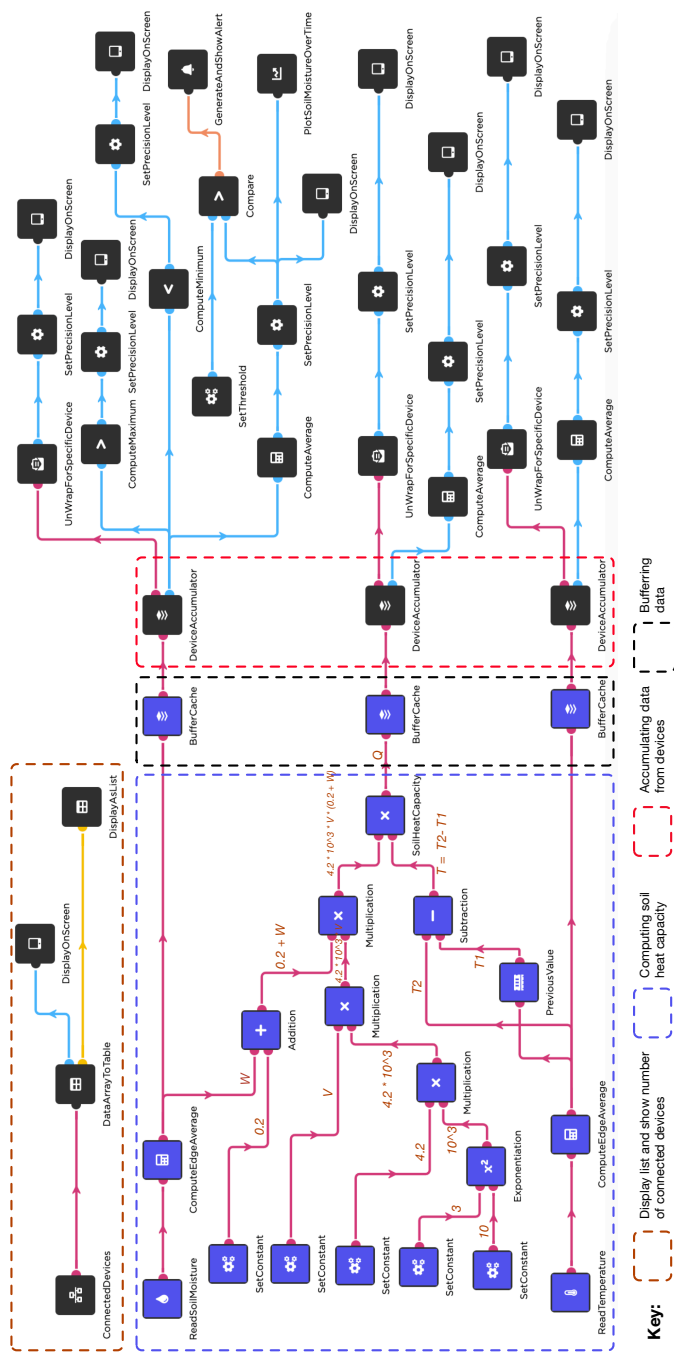 DisplayOnScreen
UnWrapForSpecificDevice
SetPrecisionLevel
DisplayOnScreen
ConnectedDevices
DataArrayToTable
DisplayAsList
ComputeMaximum
SetPrecisionLevel
DisplayOnScreen
SetPrecisionLevel
DisplayOnScreen
ReadSoilMoisture
ComputeEdgeAverage
BufferCache
DeviceAccumulator
ComputeMinimum
GenerateAndShowAlert
W
SetThreshold
Compare
SetConstant
0.2
Addition
0.2 + W
ComputeAverage
SetPrecisionLevel
PlotSoilMoistureOverTime
SetConstant
V
4.2 * 10^3 * V
4.2 * 10^3 * V * (0.2 + W)
DisplayOnScreen
Multiplication
Multiplication
Q
SetConstant
4.2
4.2 * 10^3
T2
SoilHeatCapacity
BufferCache
DeviceAccumulator
UnWrapForSpecificDevice
SetPrecisionLevel
DisplayOnScreen
SetConstant
3
10^3
Multiplication
T1
Subtraction
T = T2- T1
ComputeAverage
SetPrecisionLevel
DisplayOnScreen
10
SetConstant
Exponentiation
PreviousValue
UnWrapForSpecificDevice
SetPrecisionLevel
DisplayOnScreen
ReadTemperature
ComputeEdgeAverage
BufferCache
DeviceAccumulator
ComputeAverage
SetPrecisionLevel
DisplayOnScreen
Key:
Display list and show number
of connected devices
Computing soil
heat capacity
Accumulating data
from devices
Bufferring
data